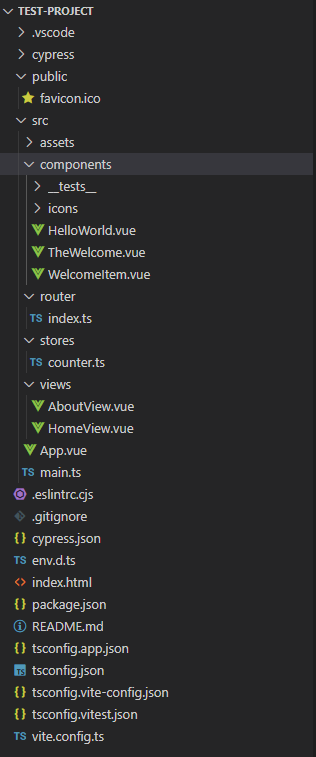 TEST-PROJECT
.vscode
cypress
public
favicon.ico
src
assets
components
__tests__
icons
HelloWorld.vue
TheWelcome.vue
WelcomeItem.vue
router
TS index.ts
stores
TS counter.ts
views
AboutView.vue
HomeView.vue
App.vue
TS main.ts
.eslintrc.cjs
.gitignore
{} cypress.json
TS env.d.ts
<> index.html
{} package.json
README.md
{} tsconfig.app.json
TS tsconfig.json
{} tsconfig.vite-config.json
{} tsconfig.vitest.json
TS vite.config.ts